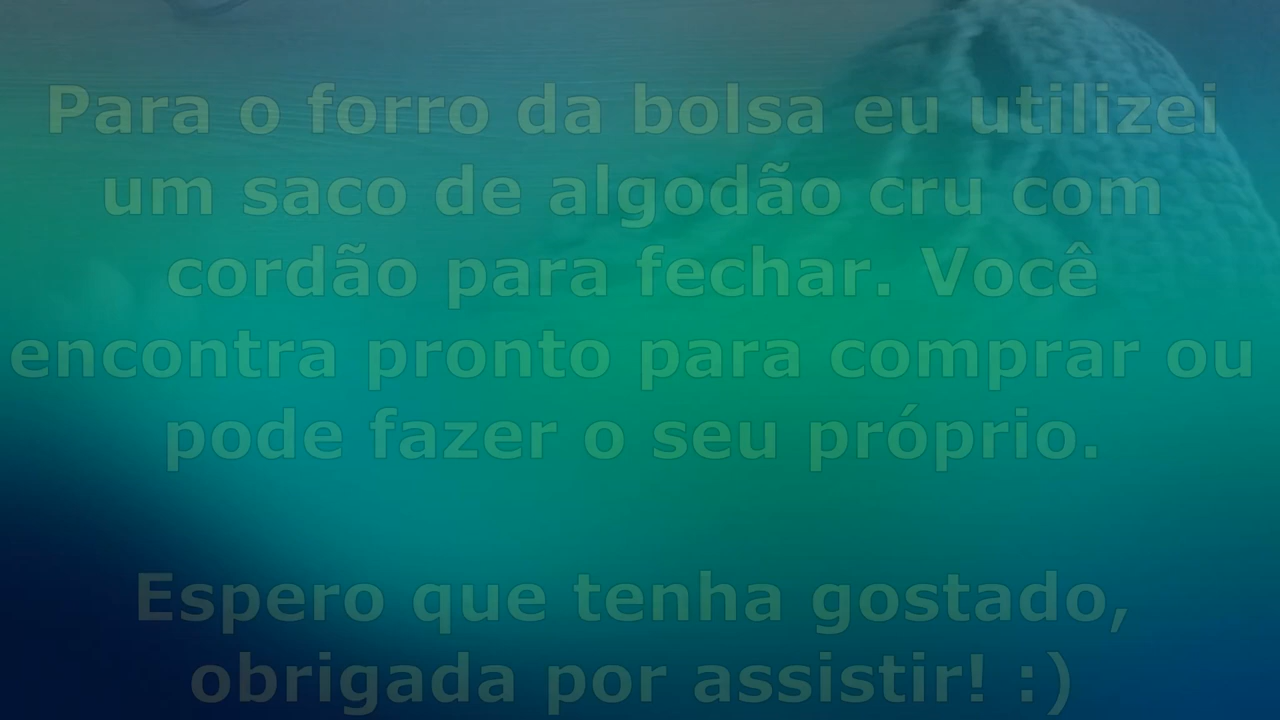 Para o forro da bolsa eu utilizei
um saco de algodão cru com
cordão para fechar. Você
encontra pronto para comprar ou
pode fazer o seu próprio.
Espero que tenha gostado,
obrigada por assistir! :)